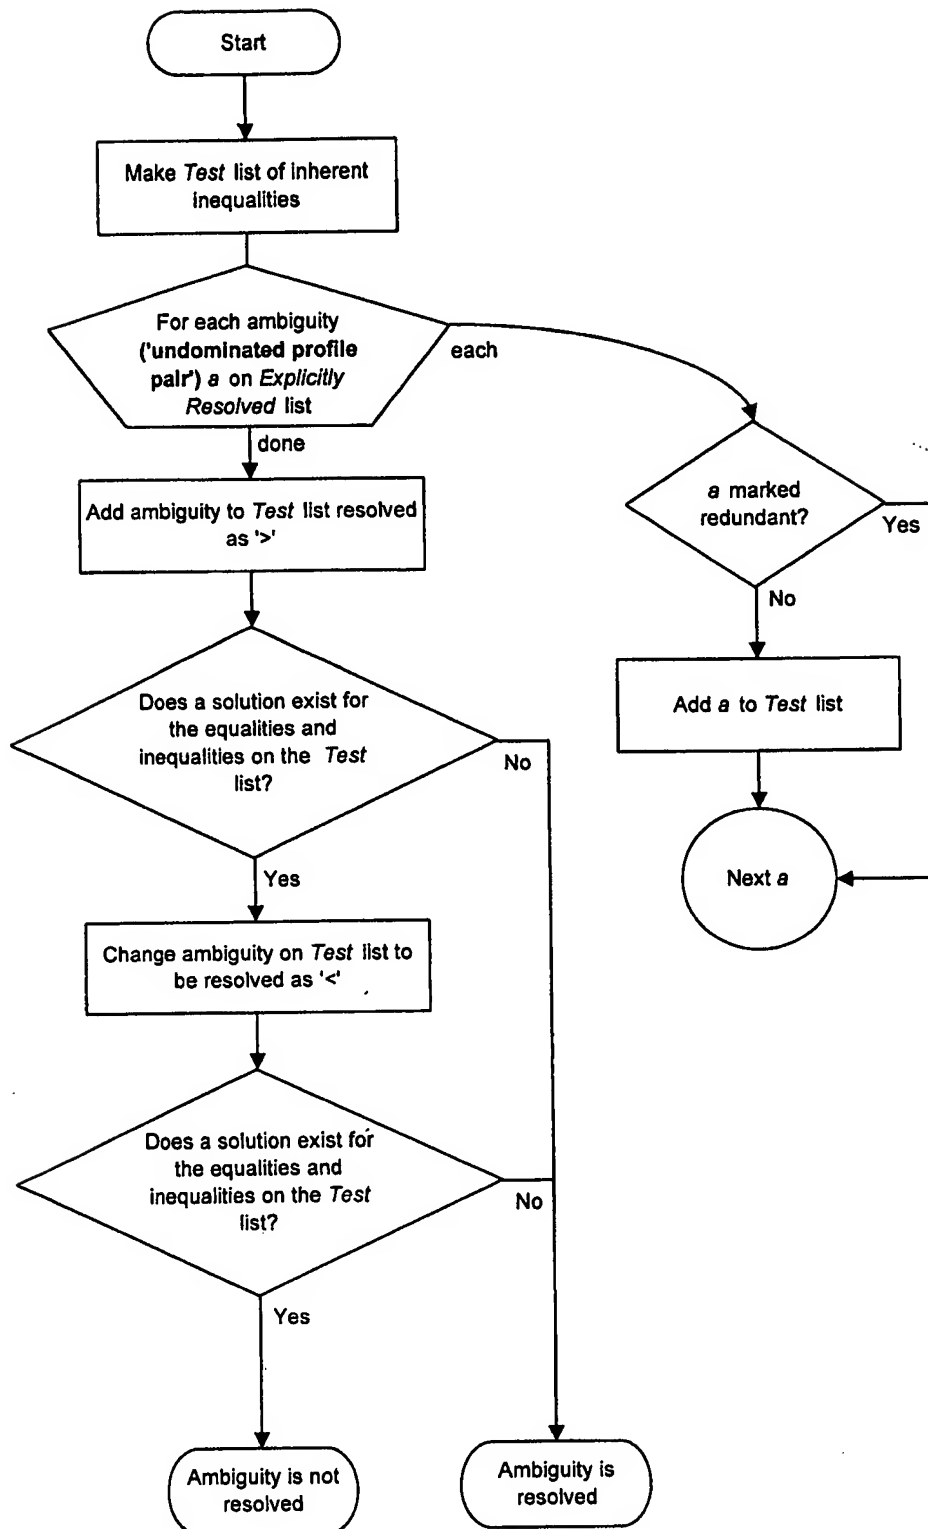 Start
Make Test list of inherent
inequalities
For each ambiguity
('undominated profile
pair') a on Explicitly
Resolved list
each
done
a marked
redundant?
Yes
No
Add a to Test list
Next a
Add ambiguity to Test list resolved
as '>'
Does a solution exist for
the equalities and
inequalities on the Test
list?
No
Yes
Change ambiguity on Test list to
be resolved as '<'
Does a solution exist for
the equalities and
inequalities on the Test
list?
No
Yes
Ambiguity is not
resolved
Ambiguity is
resolved